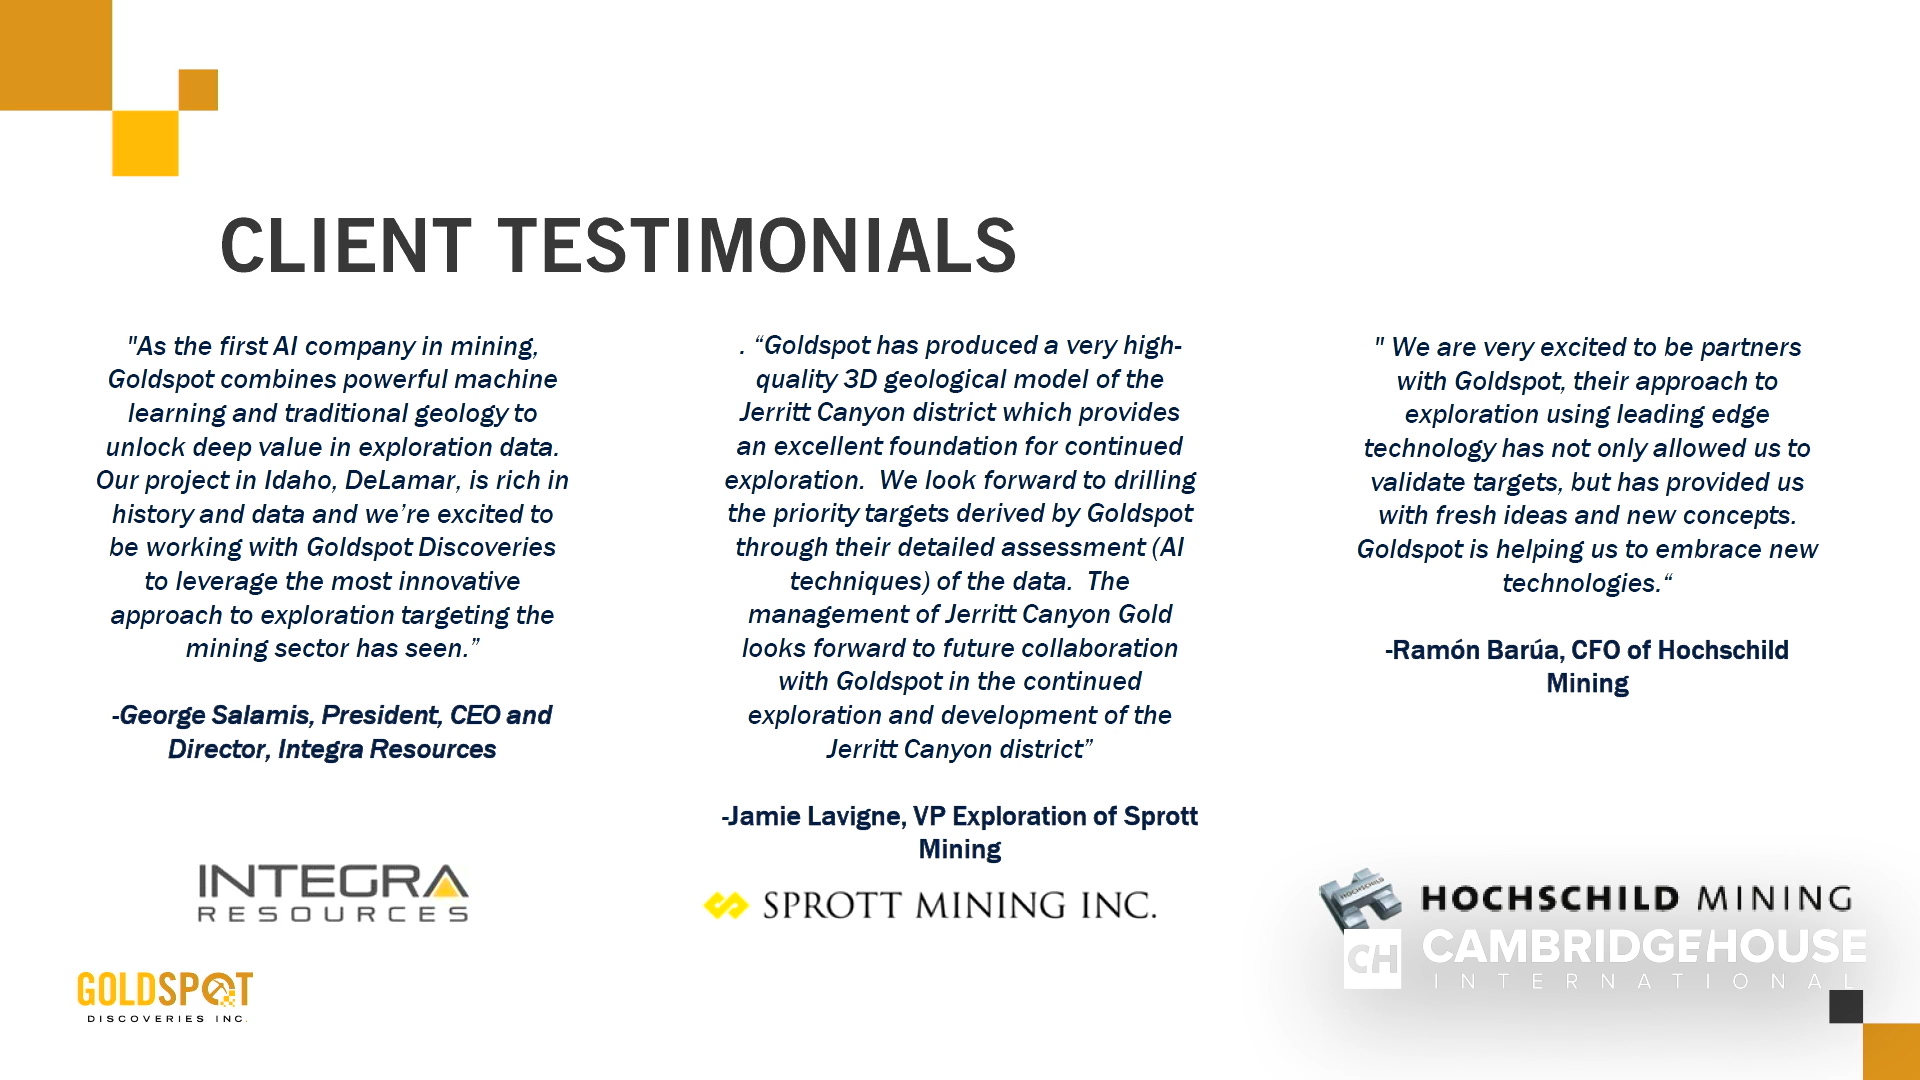 CLIENT TESTIMONIALS
"As the first AI company in mining,
Goldspot combines powerful machine
learning and traditional geology to
unlock deep value in exploration data.
Our project in Idaho, DeLamar, is rich in
history and data and we’re excited to
be working with Goldspot Discoveries
to leverage the most innovative
approach to exploration targeting the
mining sector has seen.”
-George Salamis, President, CEO and
Director, Integra Resources
INTEGRA
RESOURCES
. “Goldspot has produced a very high-
quality 3D geological model of the
Jerritt Canyon district which provides
an excellent foundation for continued
exploration.  We look forward to drilling
the priority targets derived by Goldspot
through their detailed assessment (AI
techniques) of the data.  The
management of Jerritt Canyon Gold
looks forward to future collaboration
with Goldspot in the continued
exploration and development of the
Jerritt Canyon district”
-Jamie Lavigne, VP Exploration of Sprott
Mining
SPROTT MINING INC.
" We are very excited to be partners
with Goldspot, their approach to
exploration using leading edge
technology has not only allowed us to
validate targets, but has provided us
with fresh ideas and new concepts.
Goldspot is helping us to embrace new
technologies.“
-Ramón Barúa, CFO of Hochschild
Mining
HOCHSCHILD
HOCHSCHILD MINING
CH CAMBRIDGEHOUSE
INTERNATIONAL
GOLDSPOT
DISCOVERIES INC.